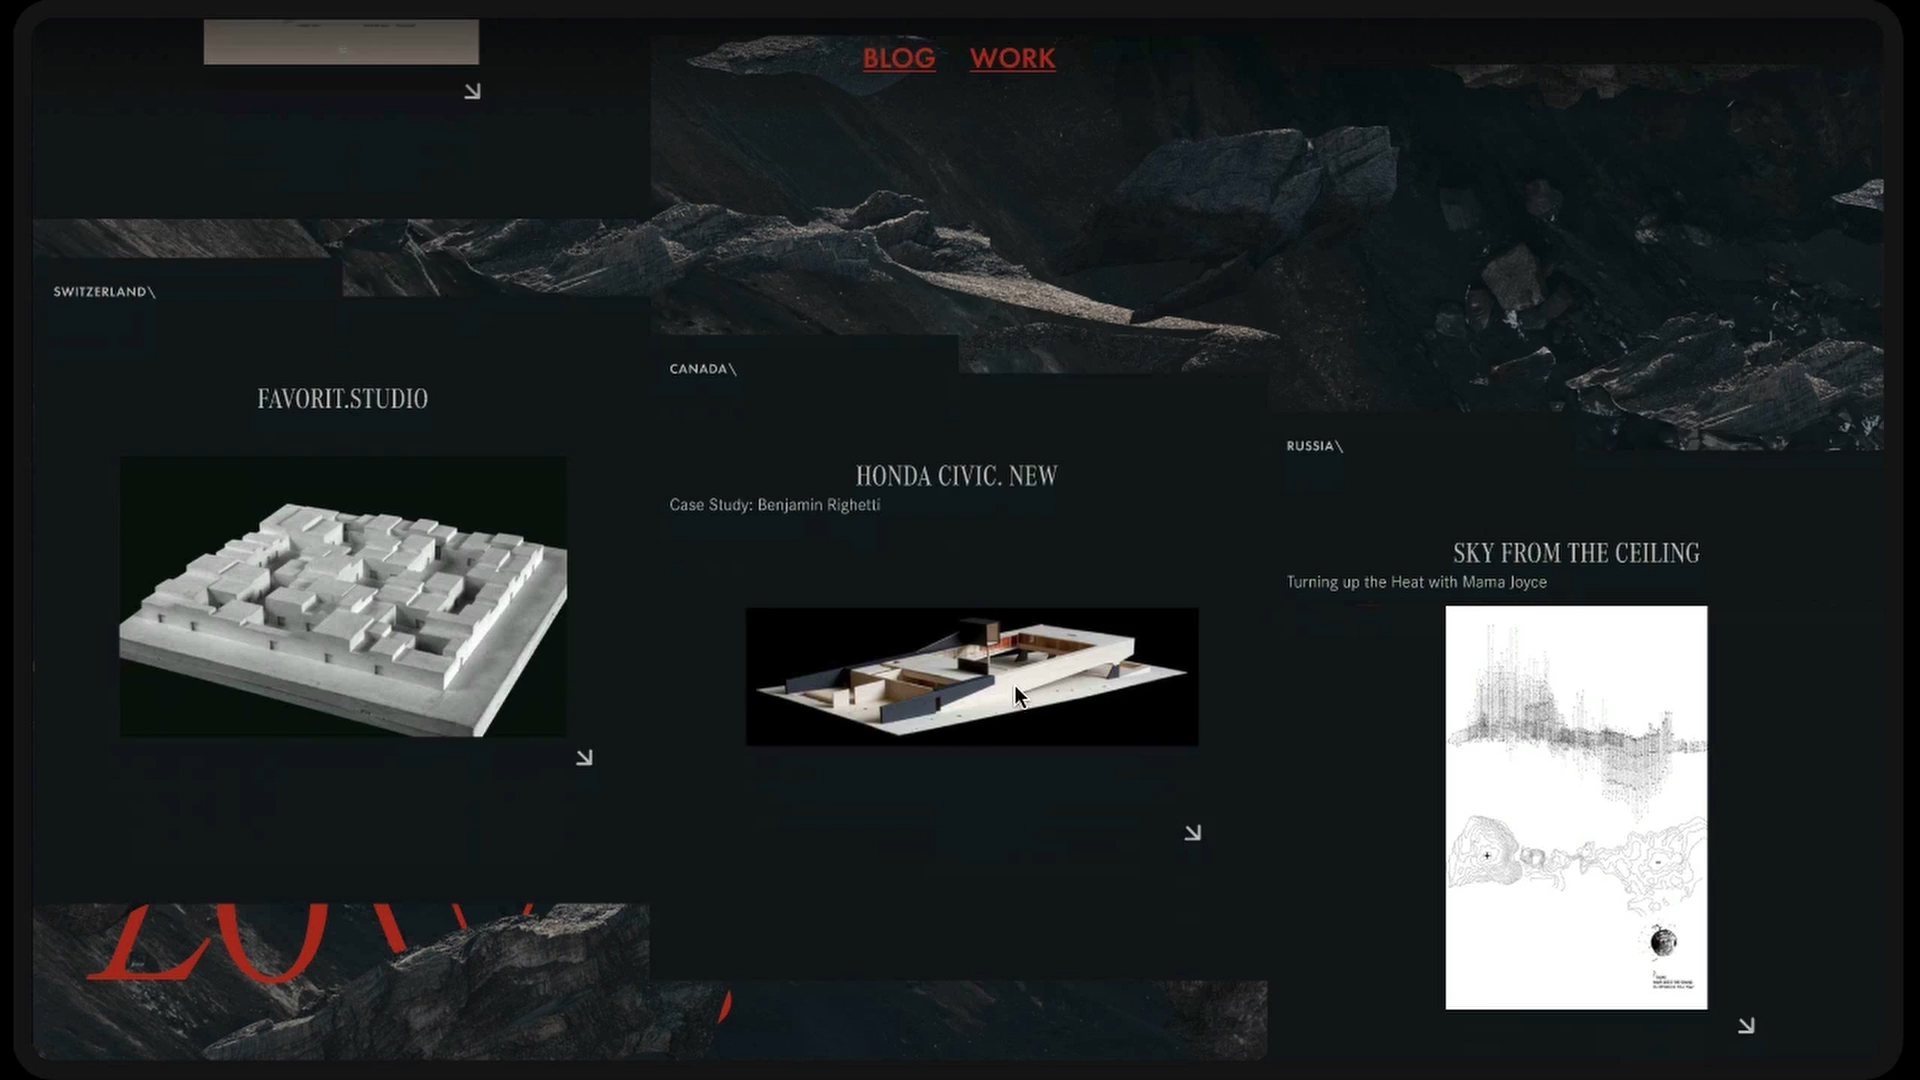 BLOG WORK
SWITZERLAND\
FAVORIT.STUDIO
CANADA\
HONDA CIVIC. NEW
Case Study: Benjamin Righetti
RUSSIA\
SKY FROM THE CEILING
Turning up the Heat with Mama Joyce